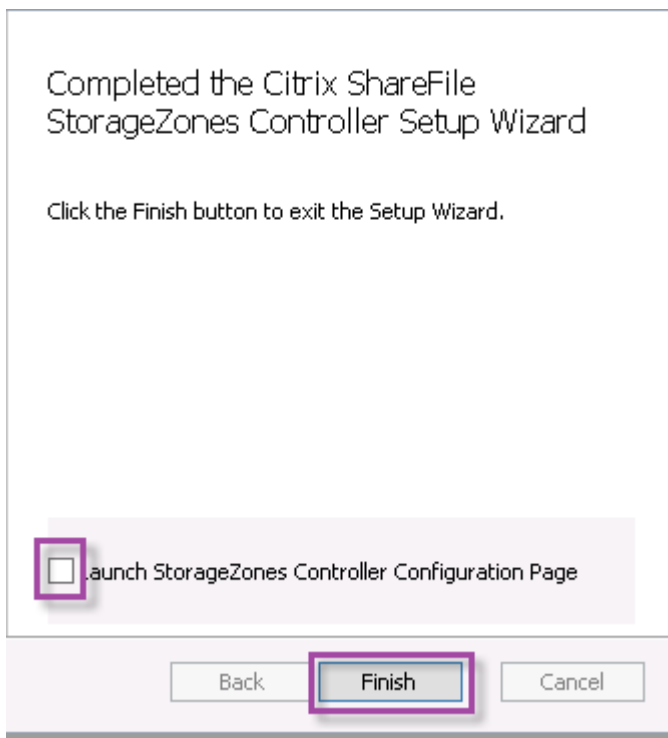 Completed the Citrix ShareFile
StorageZones Controller Setup Wizard
Click the Finish button to exit the Setup Wizard.
Launch StorageZones Controller Configuration Page
Back Finish Cancel